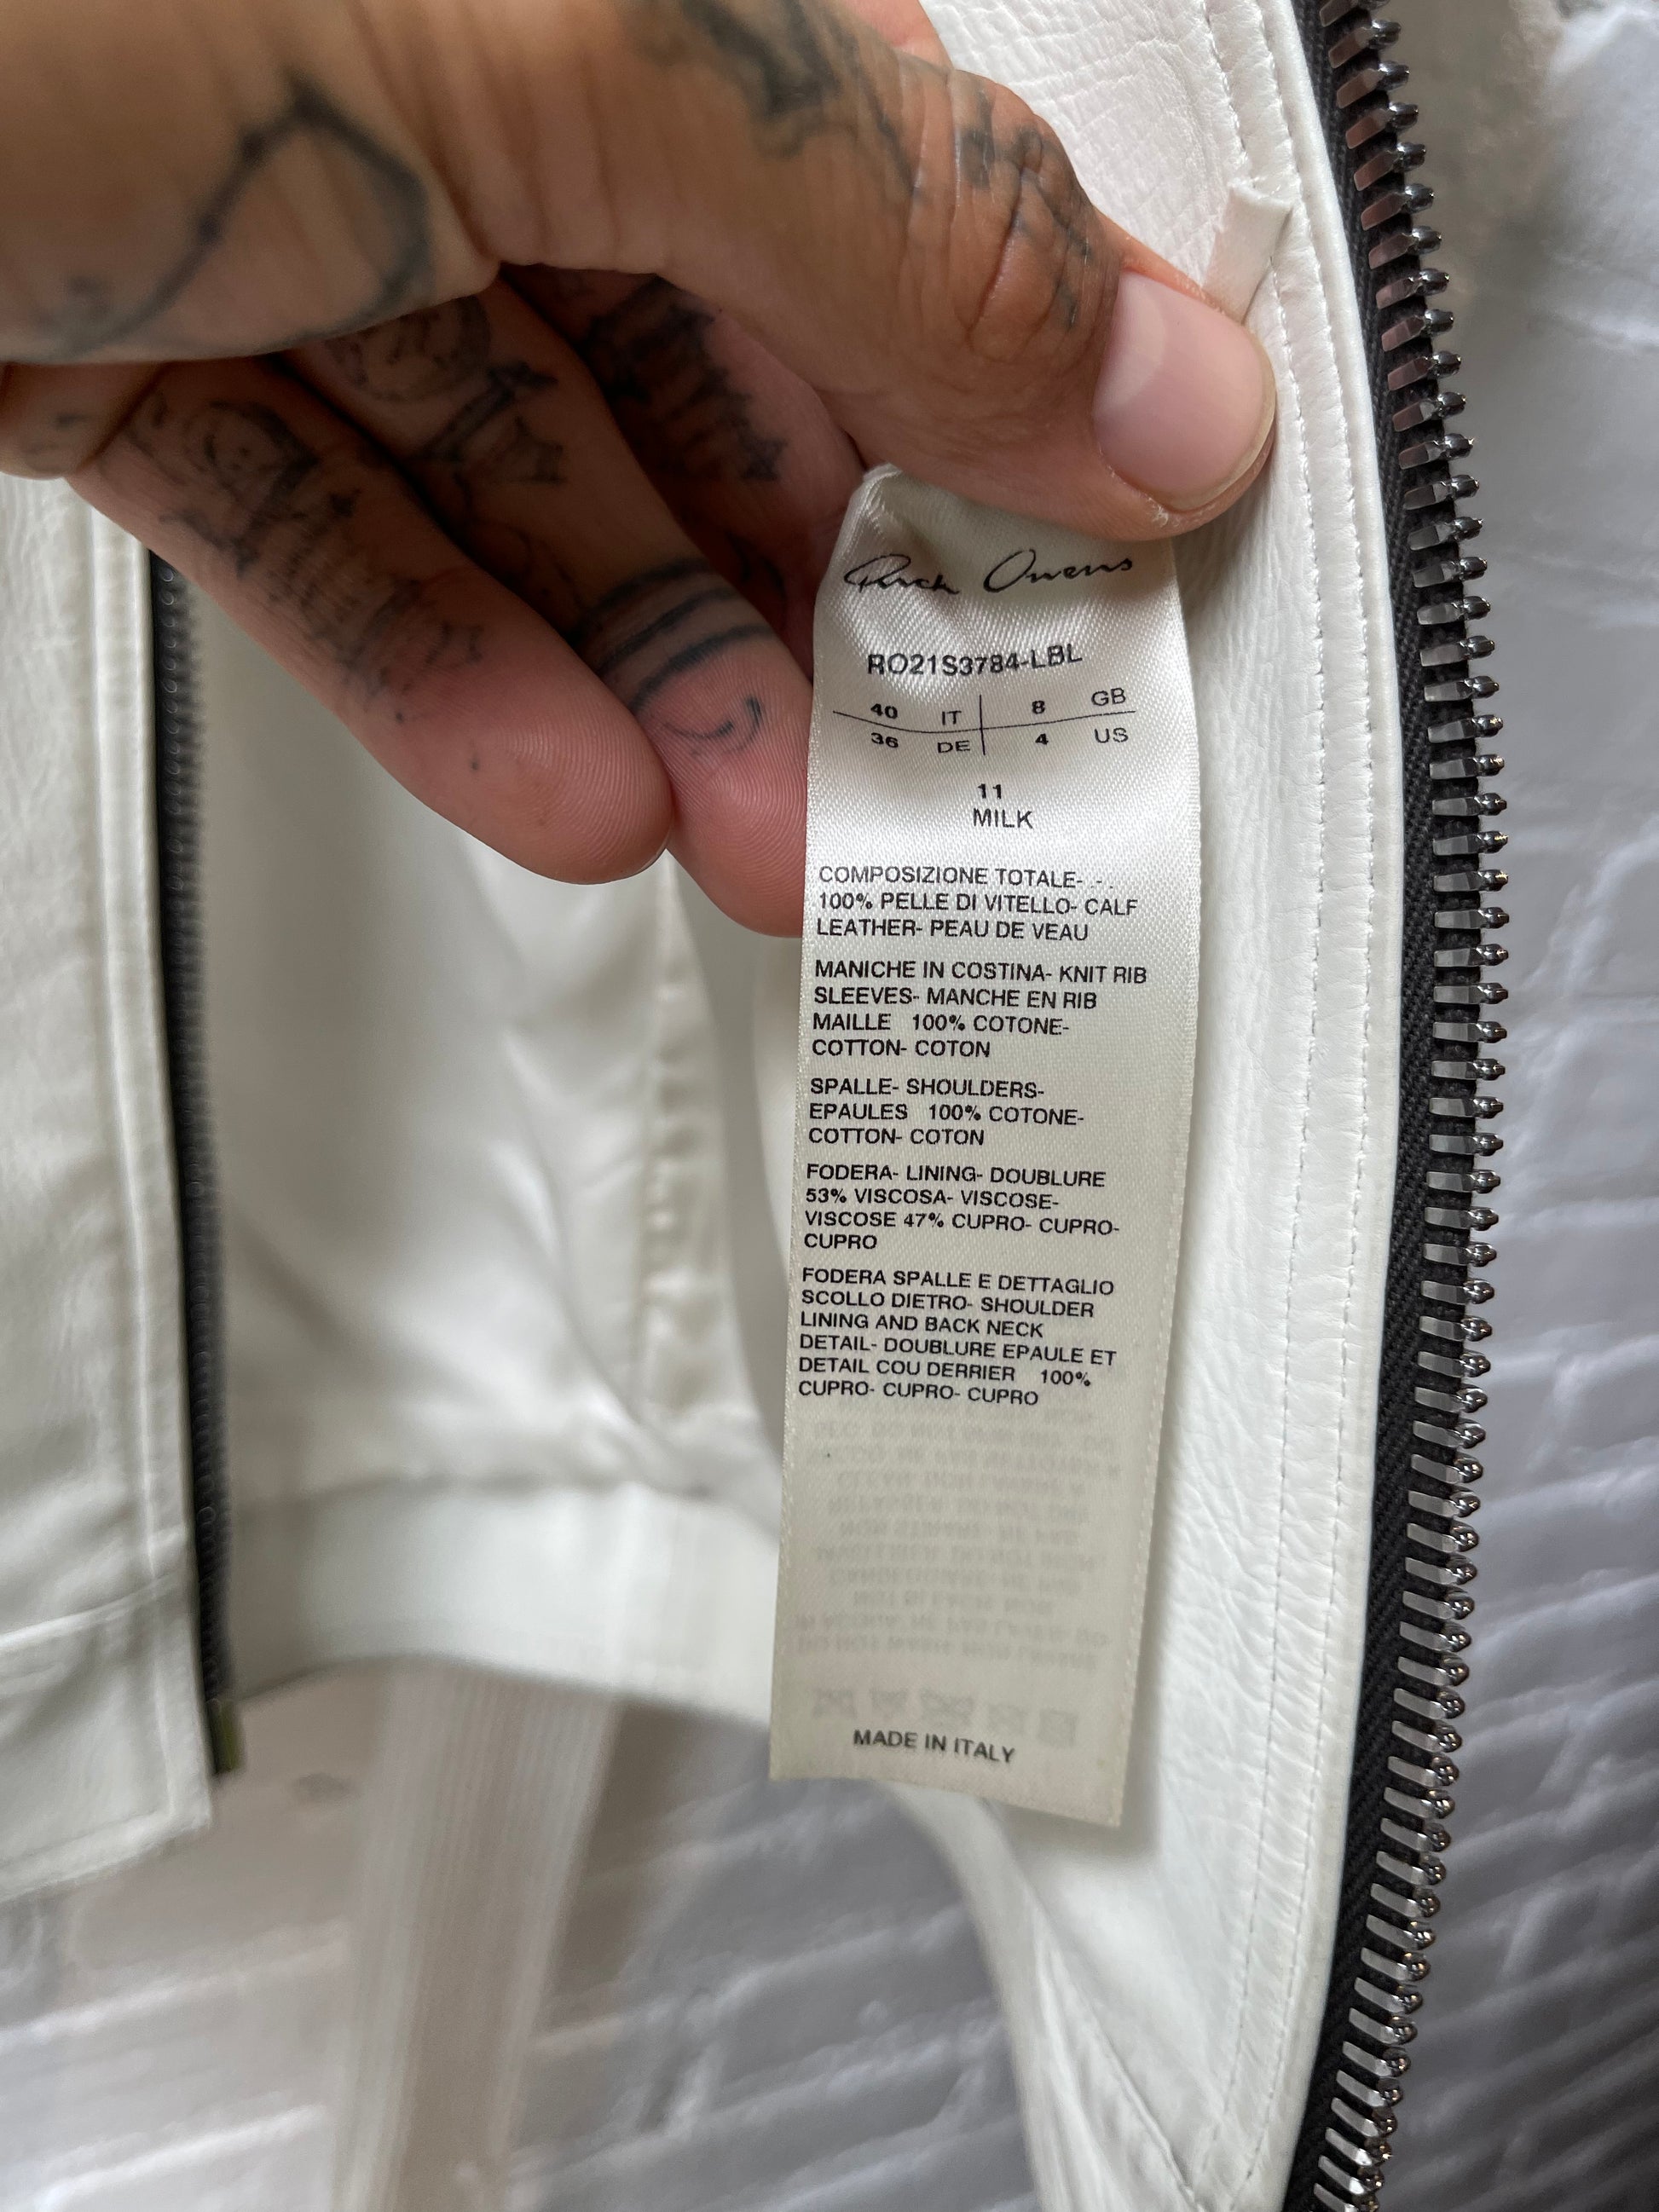 Rick Owens
RO21S3784-LBL
40 IT 8 GB
36 DE 4 US
11
MILK
COMPOSIZIONE TOTALE- - .
100% PELLE DI VITELLO- CALF
LEATHER- PEAU DE VEAU
MANICHE IN COSTINA- KNIT RIB
SLEEVES- MANCHE EN RIB
MAILLE 100% COTONE-
COTTON- COTON
SPALLE- SHOULDERS-
EPAULES 100% COTONE-
COTTON- COTON
FODERA- LINING- DOUBLURE
53% VISCOSA- VISCOSE-
VISCOSE 47% CUPRO- CUPRO-
CUPRO
FODERA SPALLE E DETTAGLIO
SCOLLO DIETRO- SHOULDER
LINING AND BACK NECK
DETAIL- DOUBLURE EPAULE ET
DETAIL COU DERRIER 100%
CUPRO- CUPRO- CUPRO
MADE IN ITALY